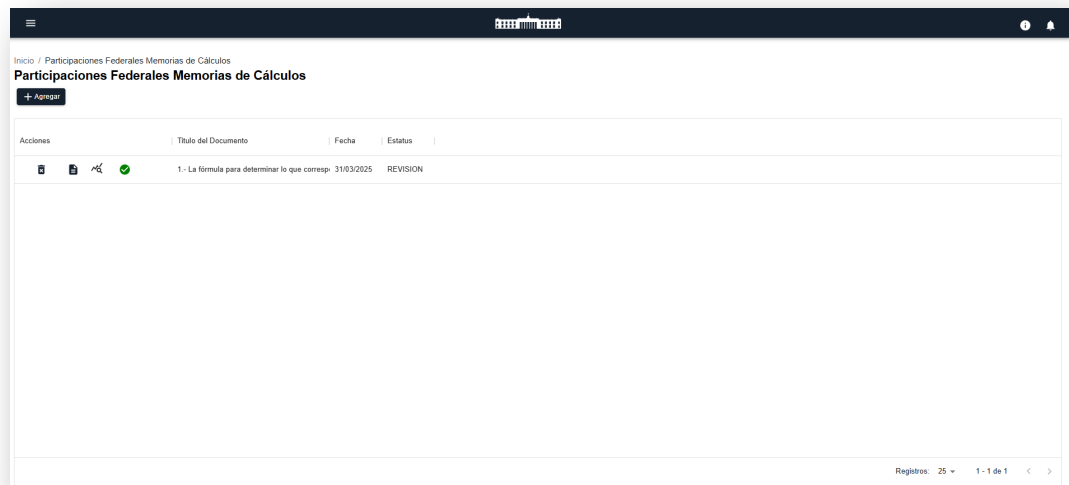 Inicio / Participaciones Federales Memorias de Cálculos
Participaciones Federales Memorias de Cálculos
+ Agregar
Acciones Titulo del Documento Fecha Estatus
1.- La fórmula para determinar lo que corresp 31/03/2025 REVISION
Registros: 25 1 - 1 de 1